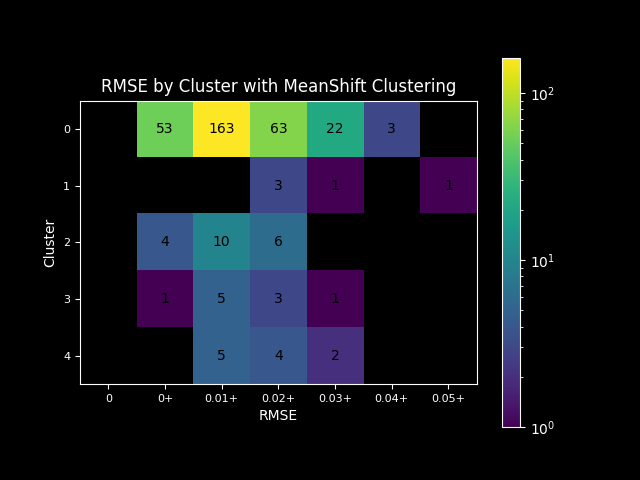 RMSE by Cluster with MeanShift Clustering
10²
0 53 163 63 22 3
1 3 1 1
Cluster
2 4 10 6
10¹
3 1 5 3 1
4 5 4 2
0 0+ 0.01+ 0.02+ 0.03+ 0.04+ 0.05+
RMSE
10⁰